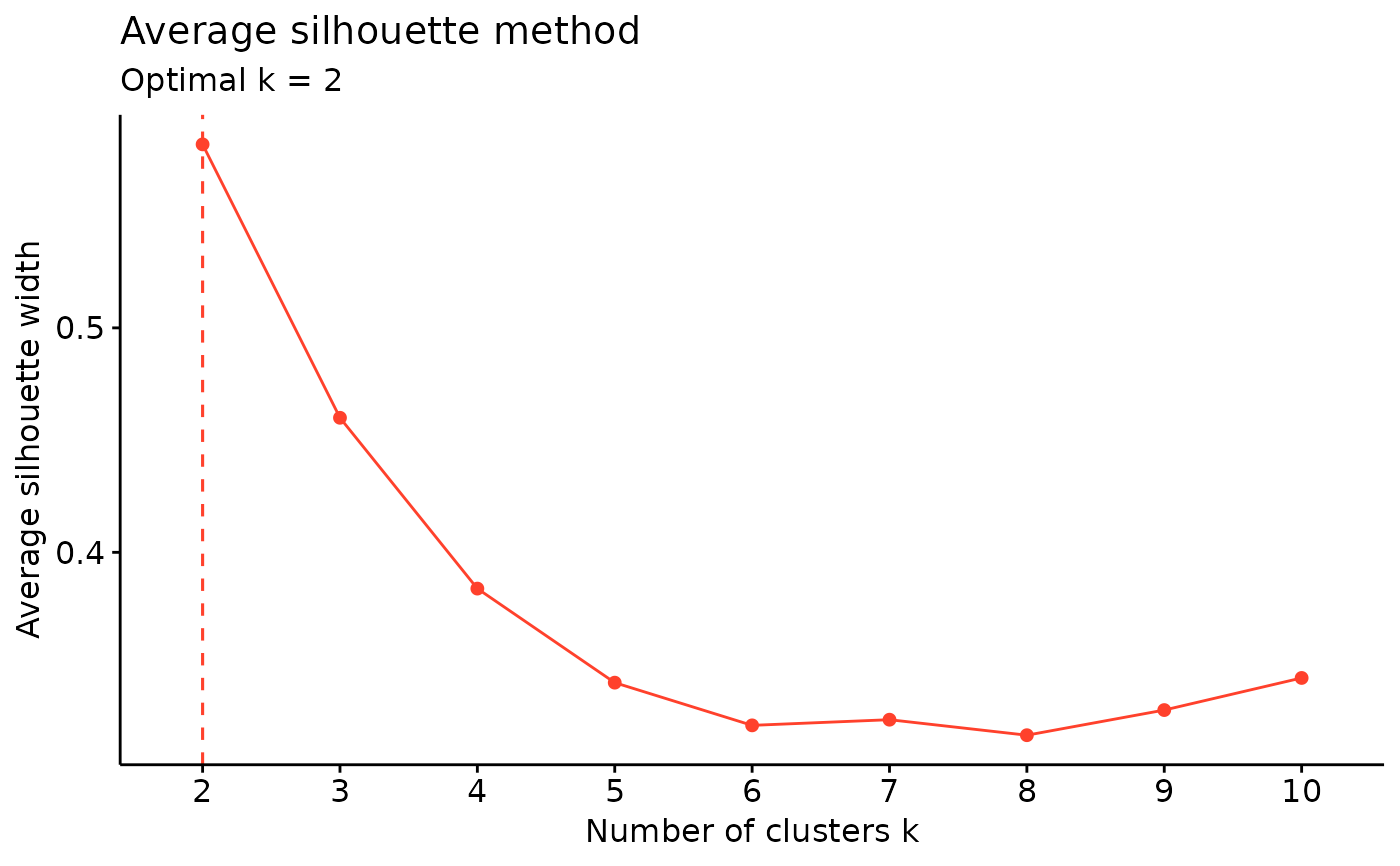 Average silhouette method
Optimal k = 2
Average silhouette width
0.5
0.4
2 3 4 5 6 7 8 9 10
Number of clusters k